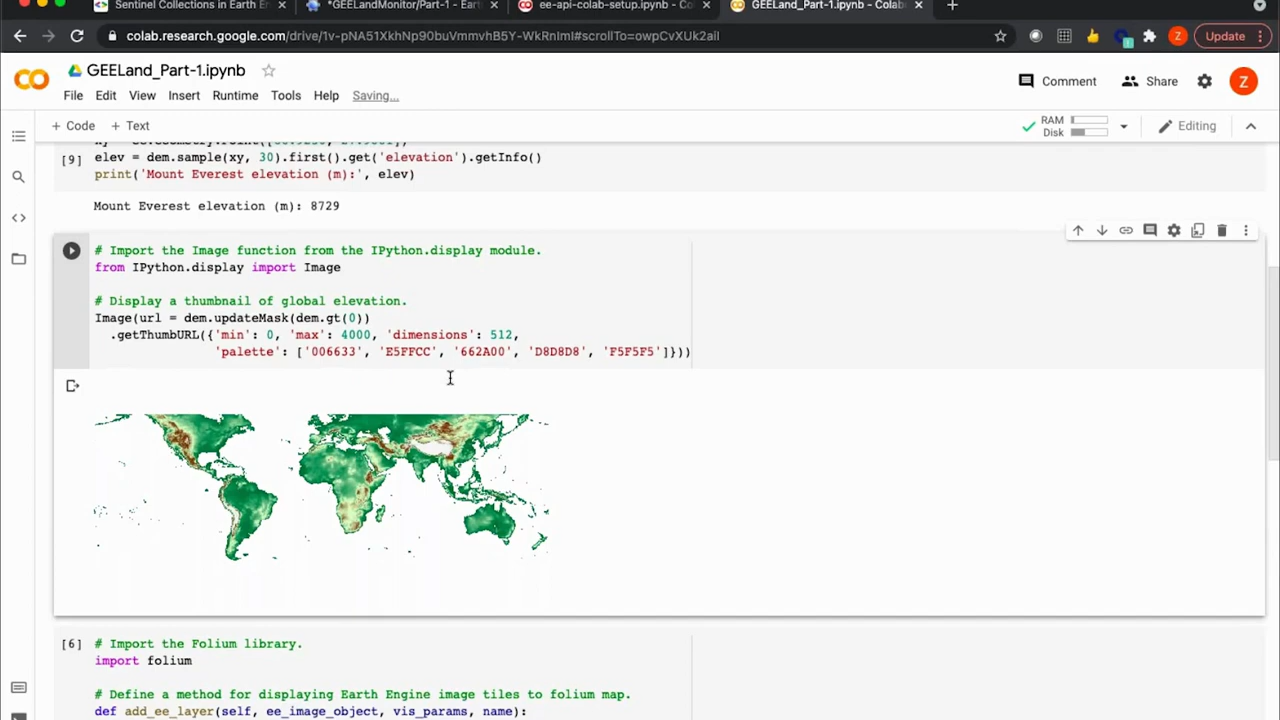 Sentinel Collections in Earth En
*GEELandMonitor/Part-1 - Earth
ee-api-colab-setup.ipynb - Co
GEELand_Part-1.ipynb - Colab
colab.research.google.com/drive/1v-pNA51XkhNp90buVmmvhB5Y-WkRnImI#scrollTo=owpCvXUk2aiI
Z
Update
GEELand_Part-1.ipynb
Comment
Share
Z
File Edit View Insert Runtime Tools Help Saving...
+ Code + Text
RAM
Disk
Editing
[9]
elev = dem.sample(xy, 30).first().get('elevation').getInfo()
print('Mount Everest elevation (m):', elev)
Mount Everest elevation (m): 8729
# Import the Image function from the IPython.display module.
from IPython.display import Image
# Display a thumbnail of global elevation.
Image(url = dem.updateMask(dem.gt(0))
.getThumbURL({'min': 0, 'max': 4000, 'dimensions': 512,
'palette': ['006633', 'E5FFCC', '662A00', 'D8D8D8', 'F5F5F5']}))
[6] # Import the Folium library.
import folium
# Define a method for displaying Earth Engine image tiles to folium map.
def add_ee_layer(self, ee_image_object, vis_params, name):